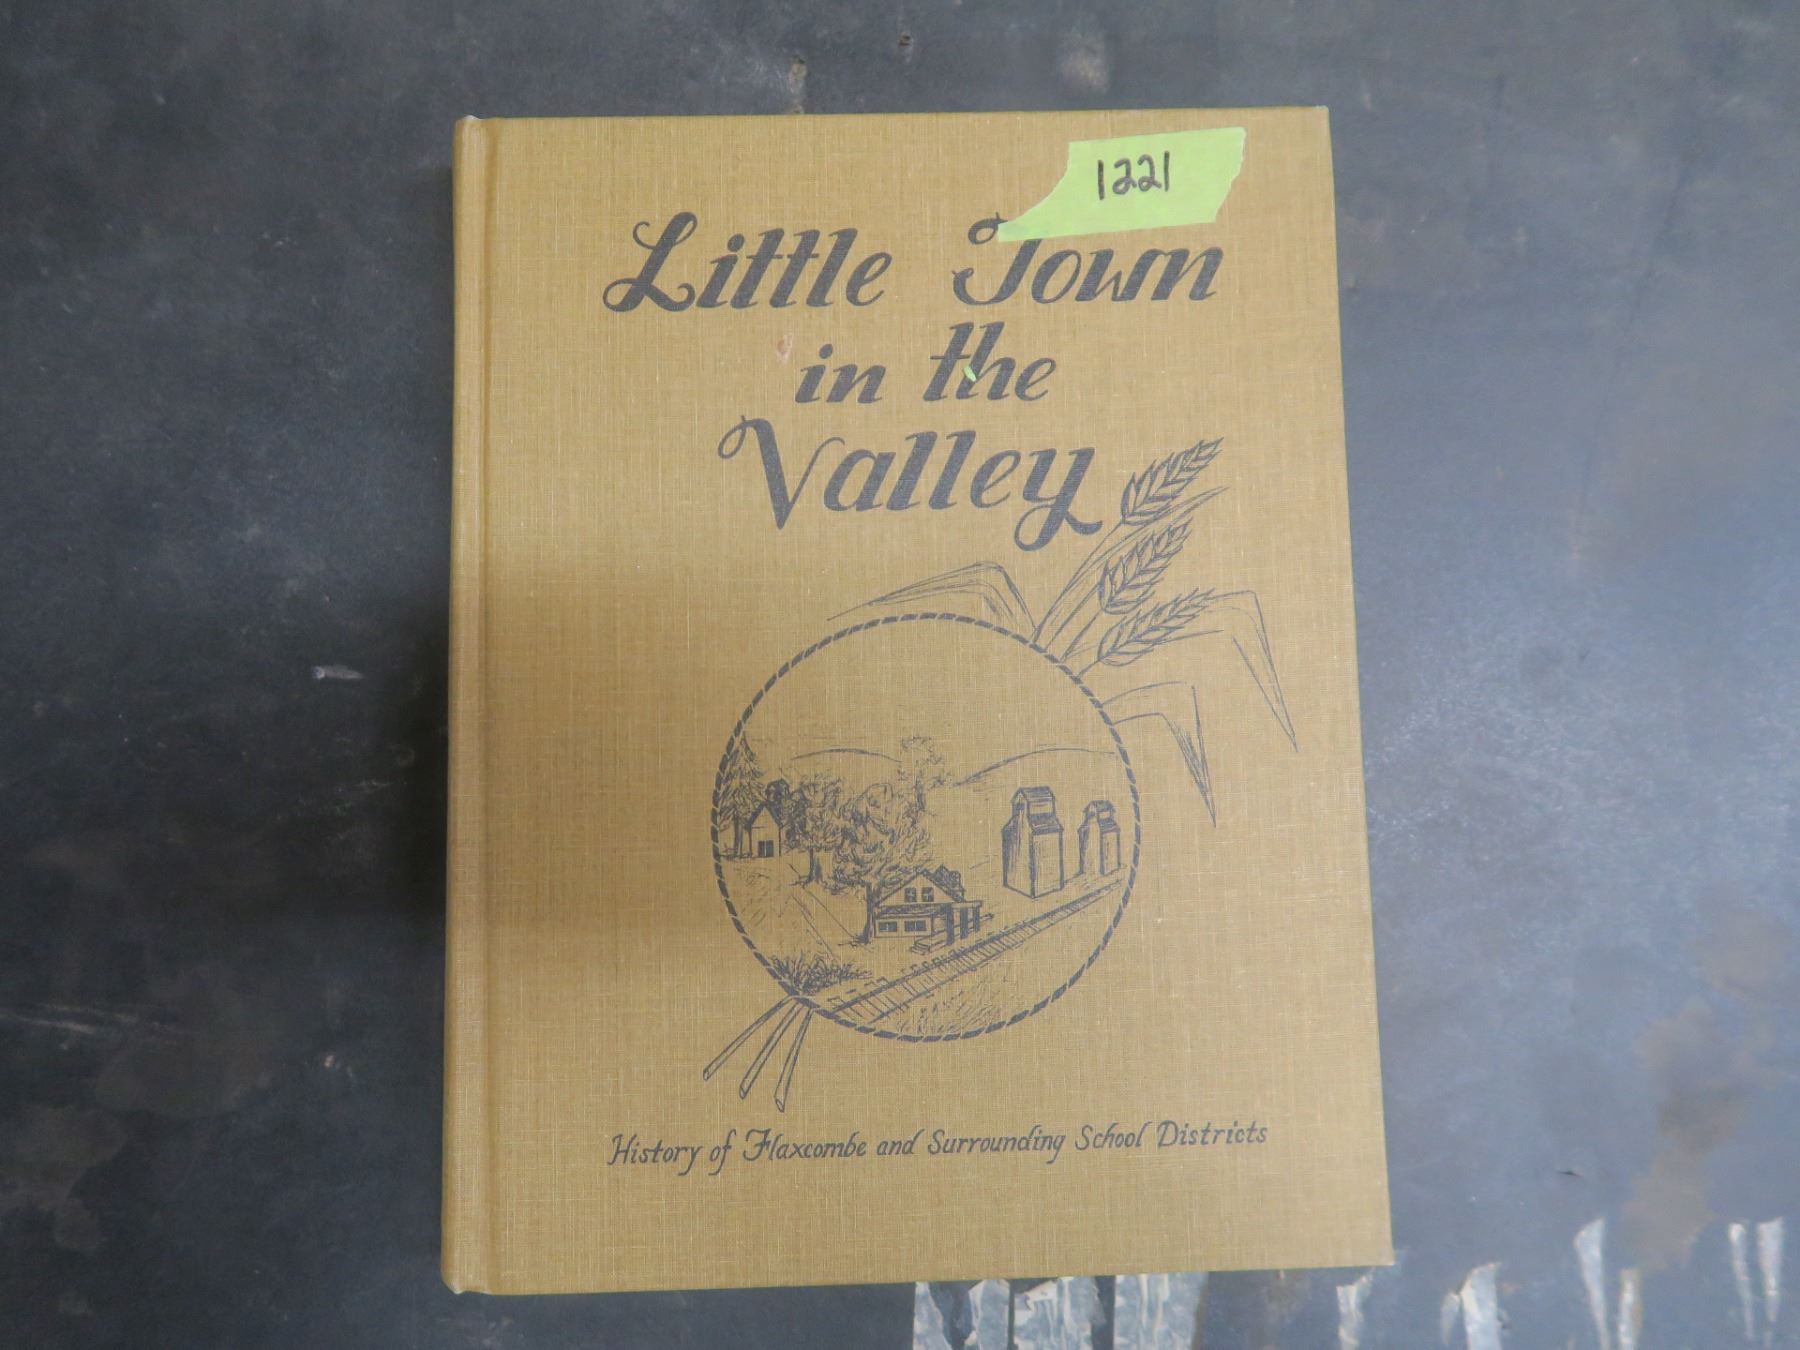 1221
Little Town
in the
Valley
History of Flaxcombe and Surrounding School Districts